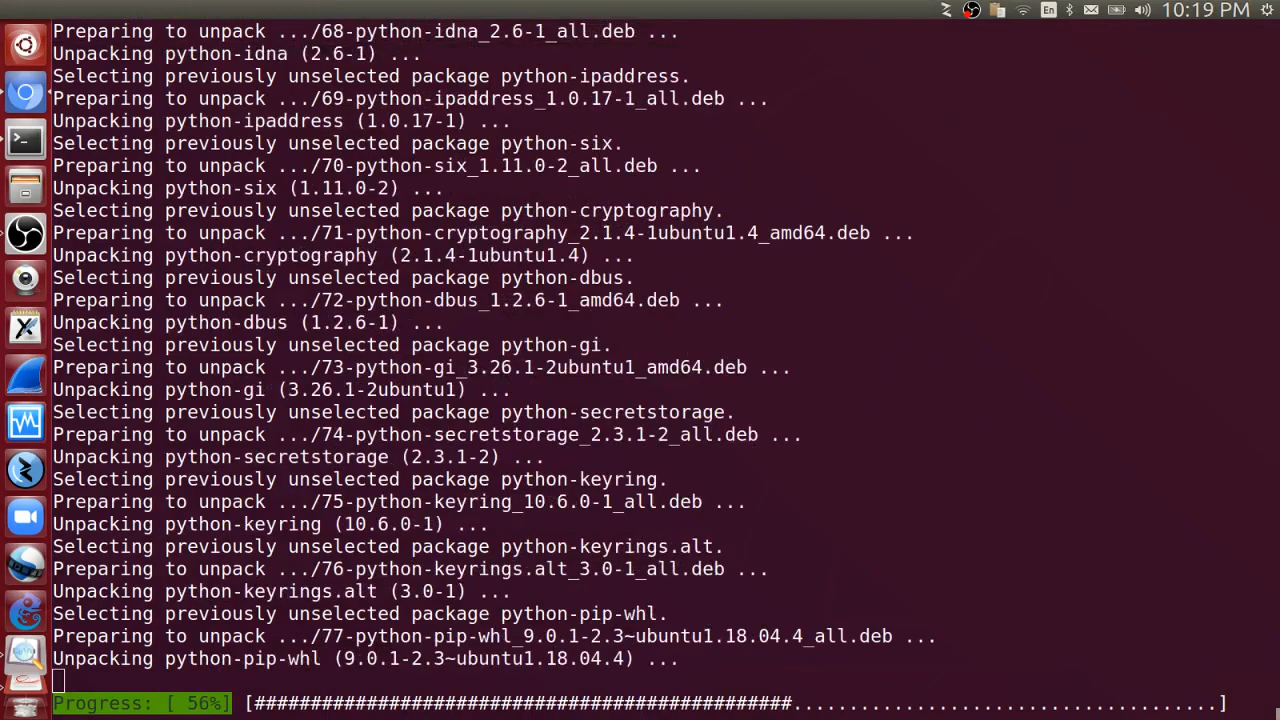 En 10:19 PM
Preparing to unpack .../68-python-idna_2.6-1_all.deb ...
Unpacking python-idna (2.6-1) ...
Selecting previously unselected package python-ipaddress.
Preparing to unpack .../69-python-ipaddress_1.0.17-1_all.deb ...
Unpacking python-ipaddress (1.0.17-1) ...
Selecting previously unselected package python-six.
Preparing to unpack .../70-python-six_1.11.0-2_all.deb ...
Unpacking python-six (1.11.0-2) ...
Selecting previously unselected package python-cryptography.
Preparing to unpack .../71-python-cryptography_2.1.4-1ubuntu1.4_amd64.deb ...
Unpacking python-cryptography (2.1.4-1ubuntu1.4) ...
Selecting previously unselected package python-dbus.
Preparing to unpack .../72-python-dbus_1.2.6-1_amd64.deb ...
Unpacking python-dbus (1.2.6-1) ...
Selecting previously unselected package python-gi.
Preparing to unpack .../73-python-gi_3.26.1-2ubuntu1_amd64.deb ...
Unpacking python-gi (3.26.1-2ubuntu1) ...
Selecting previously unselected package python-secretstorage.
Preparing to unpack .../74-python-secretstorage_2.3.1-2_all.deb ...
Unpacking python-secretstorage (2.3.1-2) ...
Selecting previously unselected package python-keyring.
Preparing to unpack .../75-python-keyring_10.6.0-1_all.deb ...
Unpacking python-keyring (10.6.0-1) ...
Selecting previously unselected package python-keyrings.alt.
Preparing to unpack .../76-python-keyrings.alt_3.0-1_all.deb ...
Unpacking python-keyrings.alt (3.0-1) ...
Selecting previously unselected package python-pip-whl.
Preparing to unpack .../77-python-pip-whl_9.0.1-2.3~ubuntu1.18.04.4_all.deb ...
Unpacking python-pip-whl (9.0.1-2.3~ubuntu1.18.04.4) ...
Progress: [ 56%] [################################################......................................]